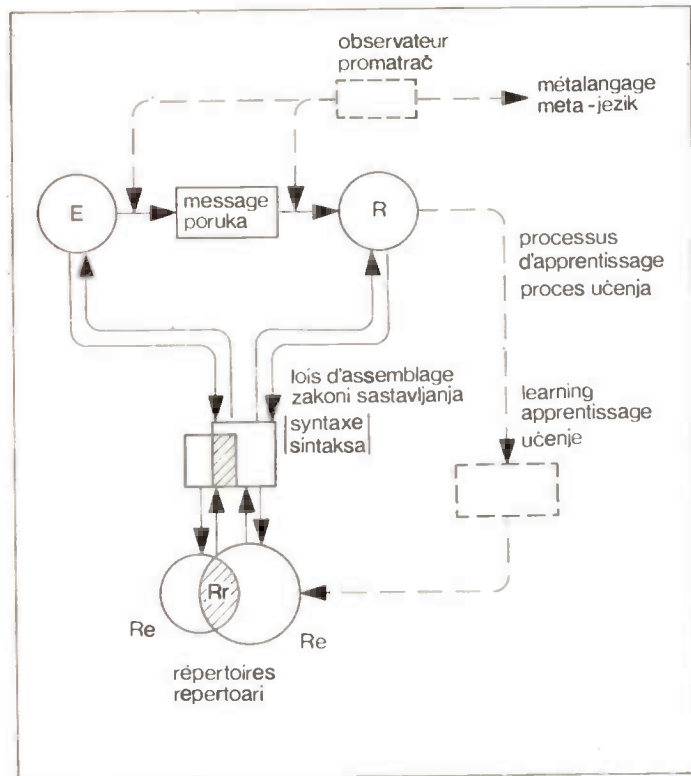 observateur
promatrač
métalangage
meta-jezik
E
message
poruka
R
processus
d'apprentissage
proces učenja
lois d'assemblage
zakoni sastavljanja
syntaxe
sintaksa
learning
apprentissage
učenje
Rr
Re
Re
répertoires
repertoari